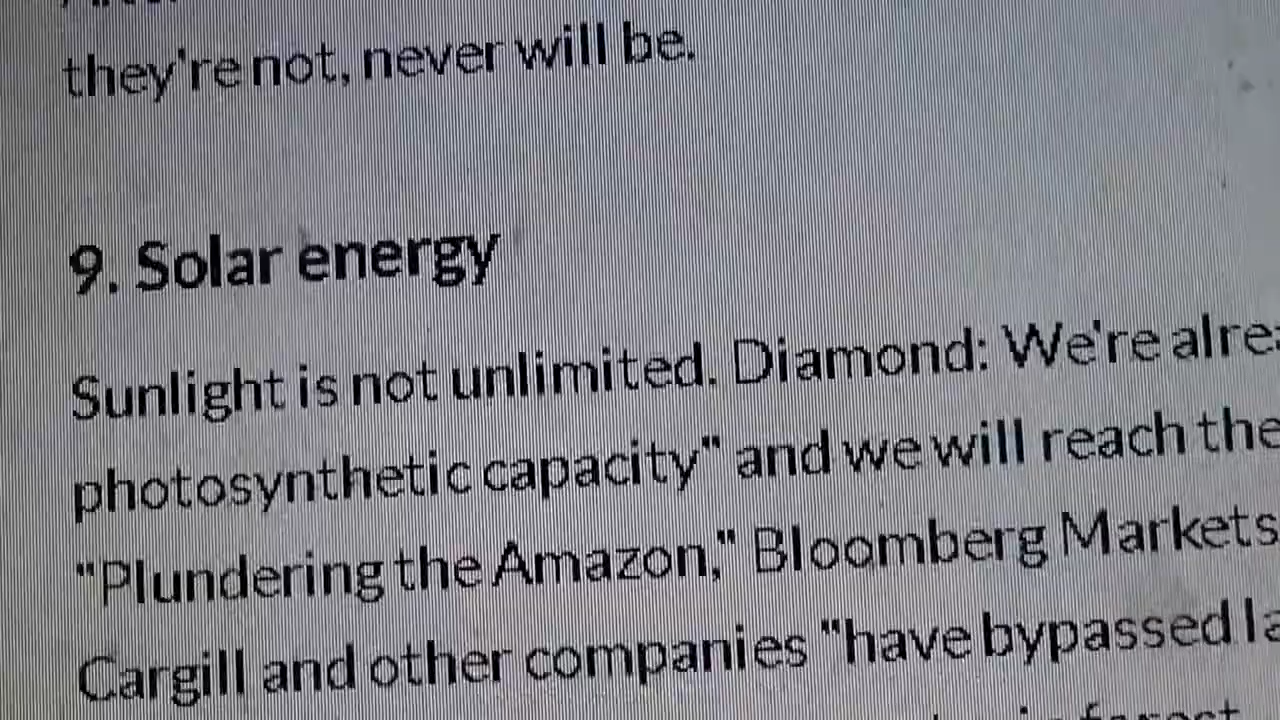 they're not, never will be.
9. Solar energy
Sunlight is not unlimited. Diamond: We're alrea
photosynthetic capacity" and we will reach the
"Plundering the Amazon," Bloomberg Markets
Cargill and other companies "have bypassed la